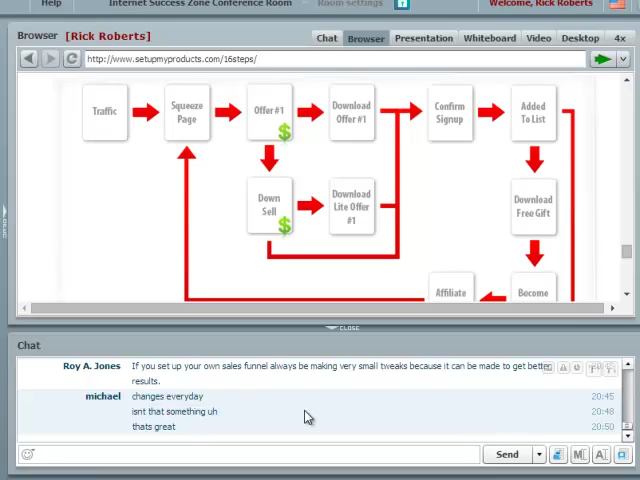 Help
Internet Success Zone Conference Room
Room settings
Welcome, Rick Roberts
Browser [Rick Roberts]
Chat
Browser
Presentation
Whiteboard
Video
Desktop
4x
http://www.setupmyproducts.com/16steps/
Traffic
Squeeze
Page
Offer #1
$
Download
Offer #1
Confirm
Signup
Added
To List
Down
Sell
$
Download
Lite Offer
#1
Download
Free Gift
Affiliate
Become
CLOSE
Chat
Roy A. Jones If you set up your own sales funnel always be making very small tweaks because it can be made to get better
results.
michael changes everyday 20:45
isnt that something uh 20:48
thats great 20:50
Send